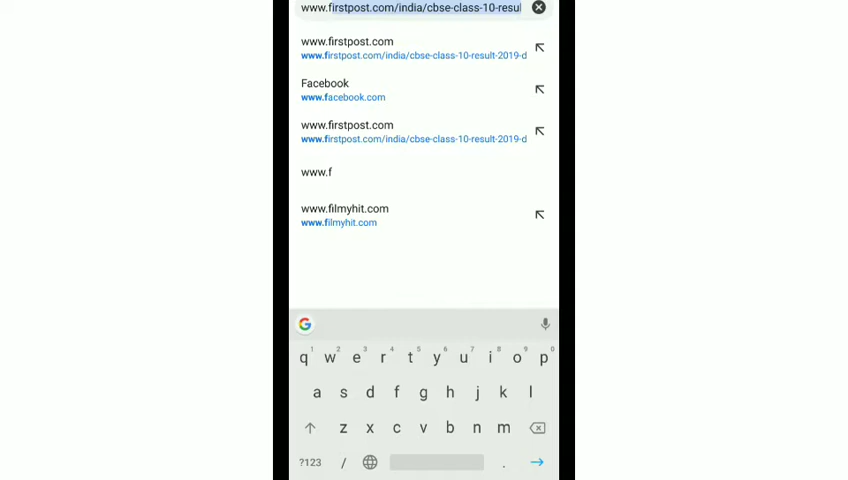 www.firstpost.com/india/cbse-class-10-resul
www.firstpost.com
www.firstpost.com/india/cbse-class-10-result-2019-d
Facebook
www.facebook.com
www.firstpost.com
www.firstpost.com/india/cbse-class-10-result-2019-d
www.f
www.filmyhit.com
www.filmyhit.com
G
1 2 3 4 5 6 7 8 9 0
q w e r t y u i o p
a s d f g h j k l
z x c v b n m
?123 / .